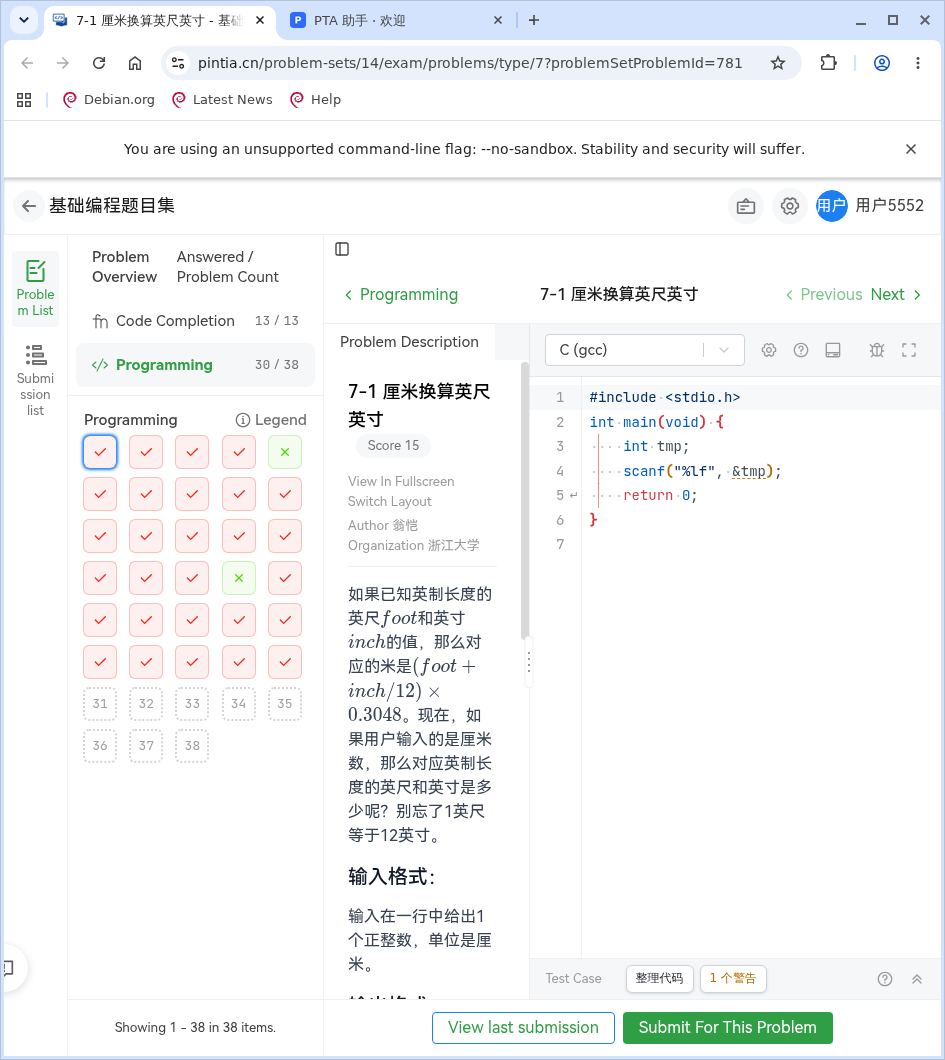 7-1 厘米换算英尺英寸 - 基础
PTA 助手 · 欢迎
pintia.cn/problem-sets/14/exam/problems/type/7?problemSetProblemId=781
Debian.org
Latest News
Help
You are using an unsupported command-line flag: --no-sandbox. Stability and security will suffer.
基础编程题目集
用户
用户5552
Proble
m List
Submi
ssion
list
Problem
Overview
Answered /
Problem Count
Code Completion 13 / 13
Programming 30 / 38
Programming
Legend
31 32 33 34 35
36 37 38
Showing 1 - 38 in 38 items.
Programming
7-1 厘米换算英尺英寸
Previous Next
Problem Description
7-1 厘米换算英尺
英寸
Score 15
View In Fullscreen
Switch Layout
Author 翁恺
Organization 浙江大学
如果已知英制长度的
英尺foot和英寸
inch的值，那么对
应的米是(foot +
inch/12) ×
0.3048。现在，如
果用户输入的是厘米
数，那么对应英制长
度的英尺和英寸是多
少呢？别忘了1英尺
等于12英寸。
输入格式：
输入在一行中给出1
个正整数，单位是厘
米。
C (gcc)
1 #include <stdio.h>
2 int main(void) {
3 int tmp;
4 scanf("%lf", &tmp);
5 return 0;
6 }
7
Test Case
整理代码
1 个警告
View last submission
Submit For This Problem